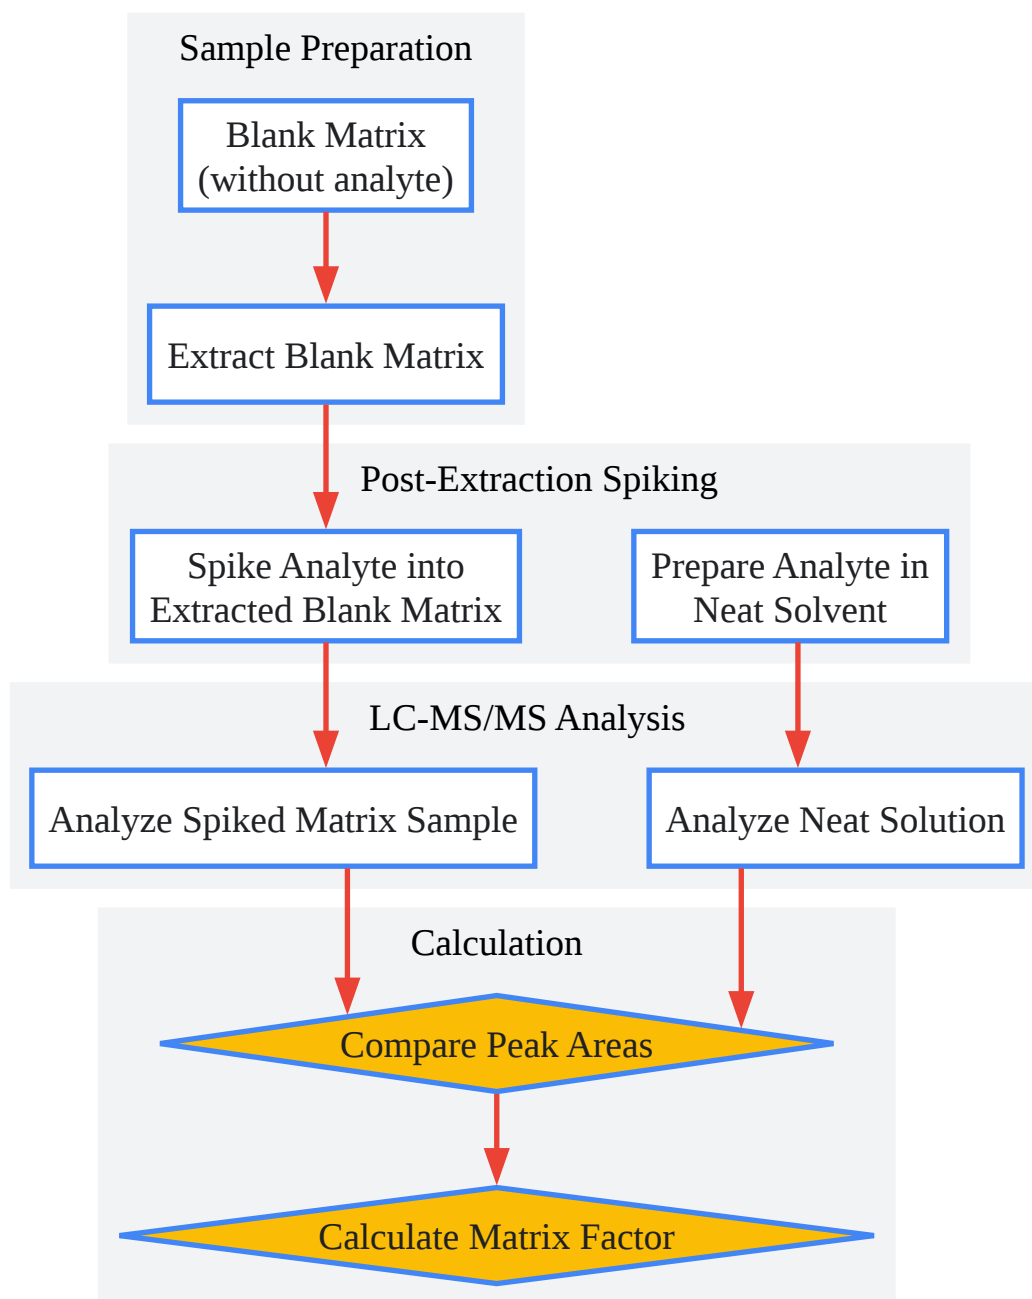 Sample Preparation
Blank Matrix
(without analyte)
Extract Blank Matrix
Post-Extraction Spiking
Spike Analyte into
Extracted Blank Matrix
Prepare Analyte in
Neat Solvent
LC-MS/MS Analysis
Analyze Spiked Matrix Sample
Analyze Neat Solution
Calculation
Compare Peak Areas
Calculate Matrix Factor